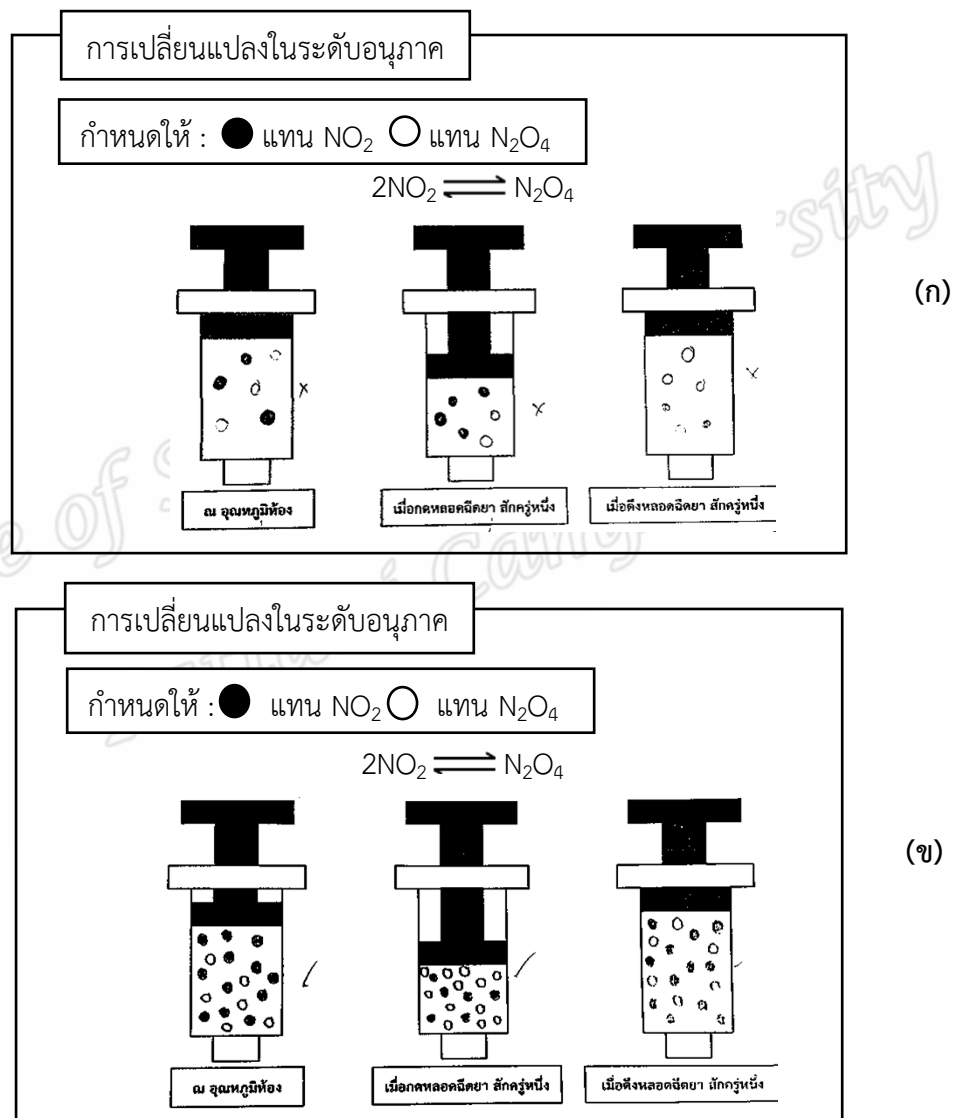 การเปลี่ยนแปลงในระดับอนุภาค
กำหนดให้ : แทน NO₂ แทน N₂O₄
2NO₂ ⇌ N₂O₄
(ก)
ณ อุณหภูมิห้อง
เมื่อกดหลอดฉีดยา สักครู่หนึ่ง
เมื่อดึงหลอดฉีดยา สักครู่หนึ่ง
การเปลี่ยนแปลงในระดับอนุภาค
กำหนดให้ : แทน NO₂ แทน N₂O₄
2NO₂ ⇌ N₂O₄
(ข)
ณ อุณหภูมิห้อง
เมื่อกดหลอดฉีดยา สักครู่หนึ่ง
เมื่อดึงหลอดฉีดยา สักครู่หนึ่ง